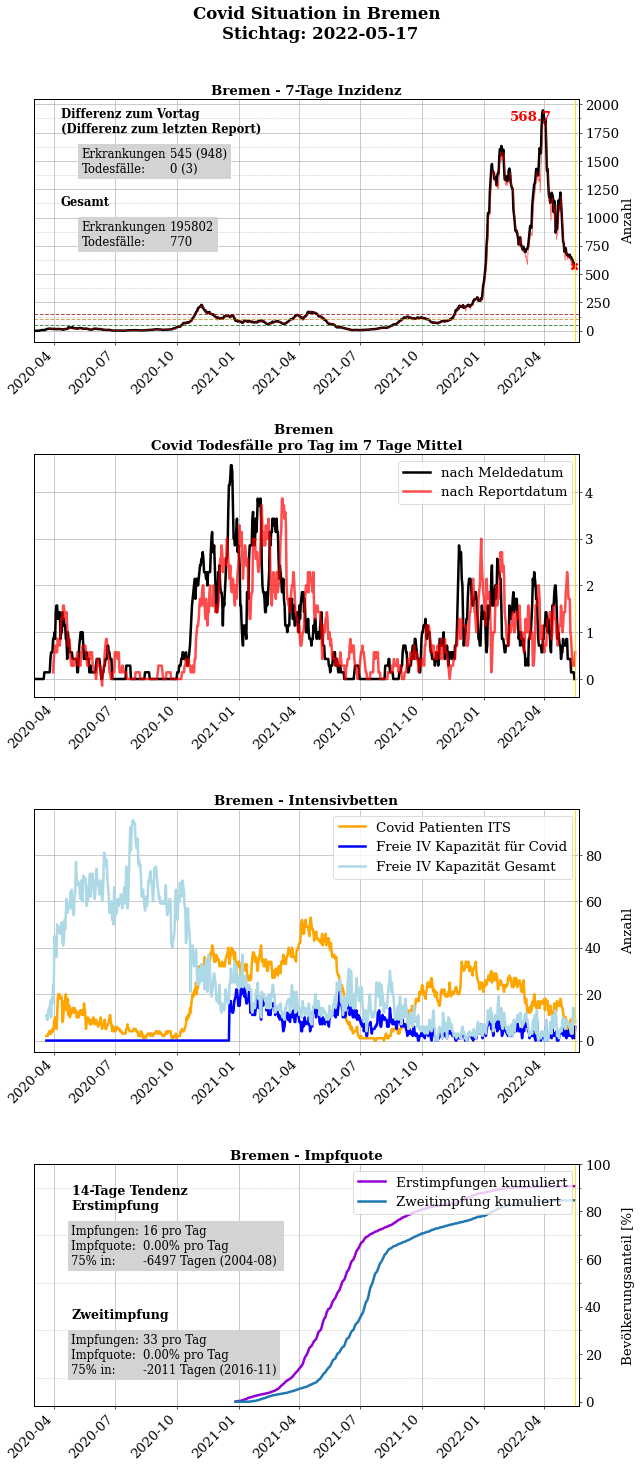 Covid Situation in Bremen
Stichtag: 2022-05-17
Bremen - 7-Tage Inzidenz
Differenz zum Vortag
(Differenz zum letzten Report)
Erkrankungen 545 (948)
Todesfälle: 0 (3)
Gesamt
Erkrankungen 195802
Todesfälle: 770
568.7
2000
1750
1500
1250
1000
750
500
250
0
Anzahl
2020-04
2020-07
2020-10
2021-01
2021-04
2021-07
2021-10
2022-01
2022-04
Bremen
Covid Todesfälle pro Tag im 7 Tage Mittel
nach Meldedatum
nach Reportdatum
4
3
2
1
0
2020-04
2020-07
2020-10
2021-01
2021-04
2021-07
2021-10
2022-01
2022-04
Bremen - Intensivbetten
Covid Patienten ITS
Freie IV Kapazität für Covid
Freie IV Kapazität Gesamt
80
60
40
20
0
Anzahl
2020-04
2020-07
2020-10
2021-01
2021-04
2021-07
2021-10
2022-01
2022-04
Bremen - Impfquote
14-Tage Tendenz
Erstimpfung
Impfungen: 16 pro Tag
Impfquote: 0.00% pro Tag
75% in: -6497 Tagen (2004-08)
Zweitimpfung
Impfungen: 33 pro Tag
Impfquote: 0.00% pro Tag
75% in: -2011 Tagen (2016-11)
Erstimpfungen kumuliert
Zweitimpfung kumuliert
100
80
60
40
20
0
Bevölkerungsanteil [%]
2020-04
2020-07
2020-10
2021-01
2021-04
2021-07
2021-10
2022-01
2022-04